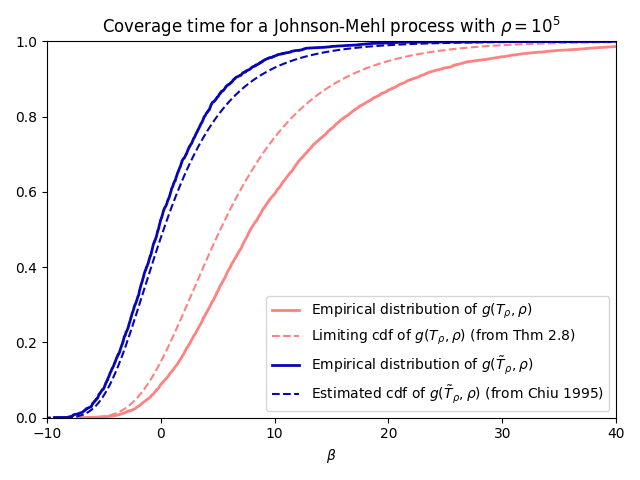 Coverage time for a Johnson-Mehl process with ρ = 10⁵
1.0
0.8
0.6
0.4
0.2
0.0
−10
0
10
20
30
40
β
Empirical distribution of g(T_ρ, ρ)
Limiting cdf of g(T_ρ, ρ) (from Thm 2.8)
Empirical distribution of g(T̃_ρ, ρ)
Estimated cdf of g(T̃_ρ, ρ) (from Chiu 1995)